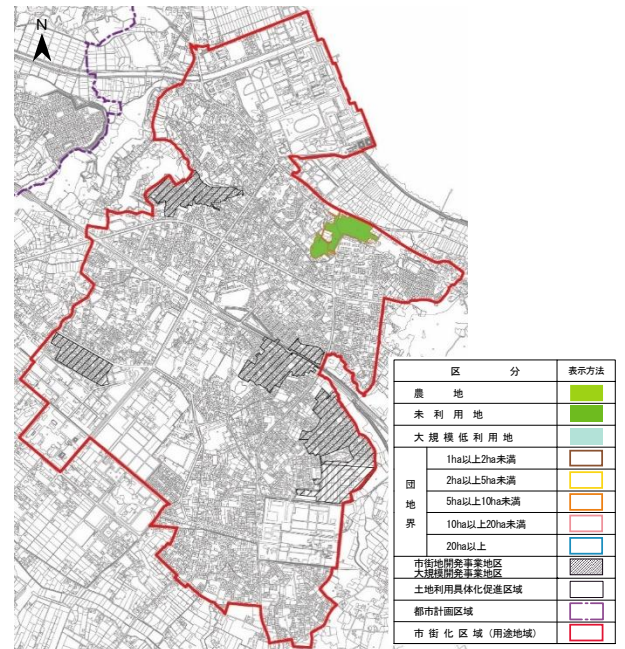 N
区 分 表示方法
農 地
未 利 用 地
大 規 模 低 利 用 地
団地界
1ha以上2ha未満
2ha以上5ha未満
5ha以上10ha未満
10ha以上20ha未満
20ha以上
市街地開発事業地区
大規模開発事業地区
土地利用具体化促進区域
都市計画区域
市 街 化 区 域 (用途地域)